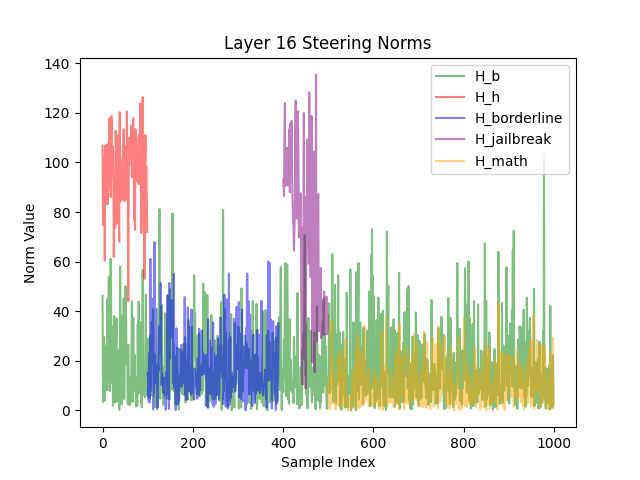 Layer 16 Steering Norms
Norm Value
140
120
100
80
60
40
20
0
H_b
H_h
H_borderline
H_jailbreak
H_math
0
200
400
600
800
1000
Sample Index